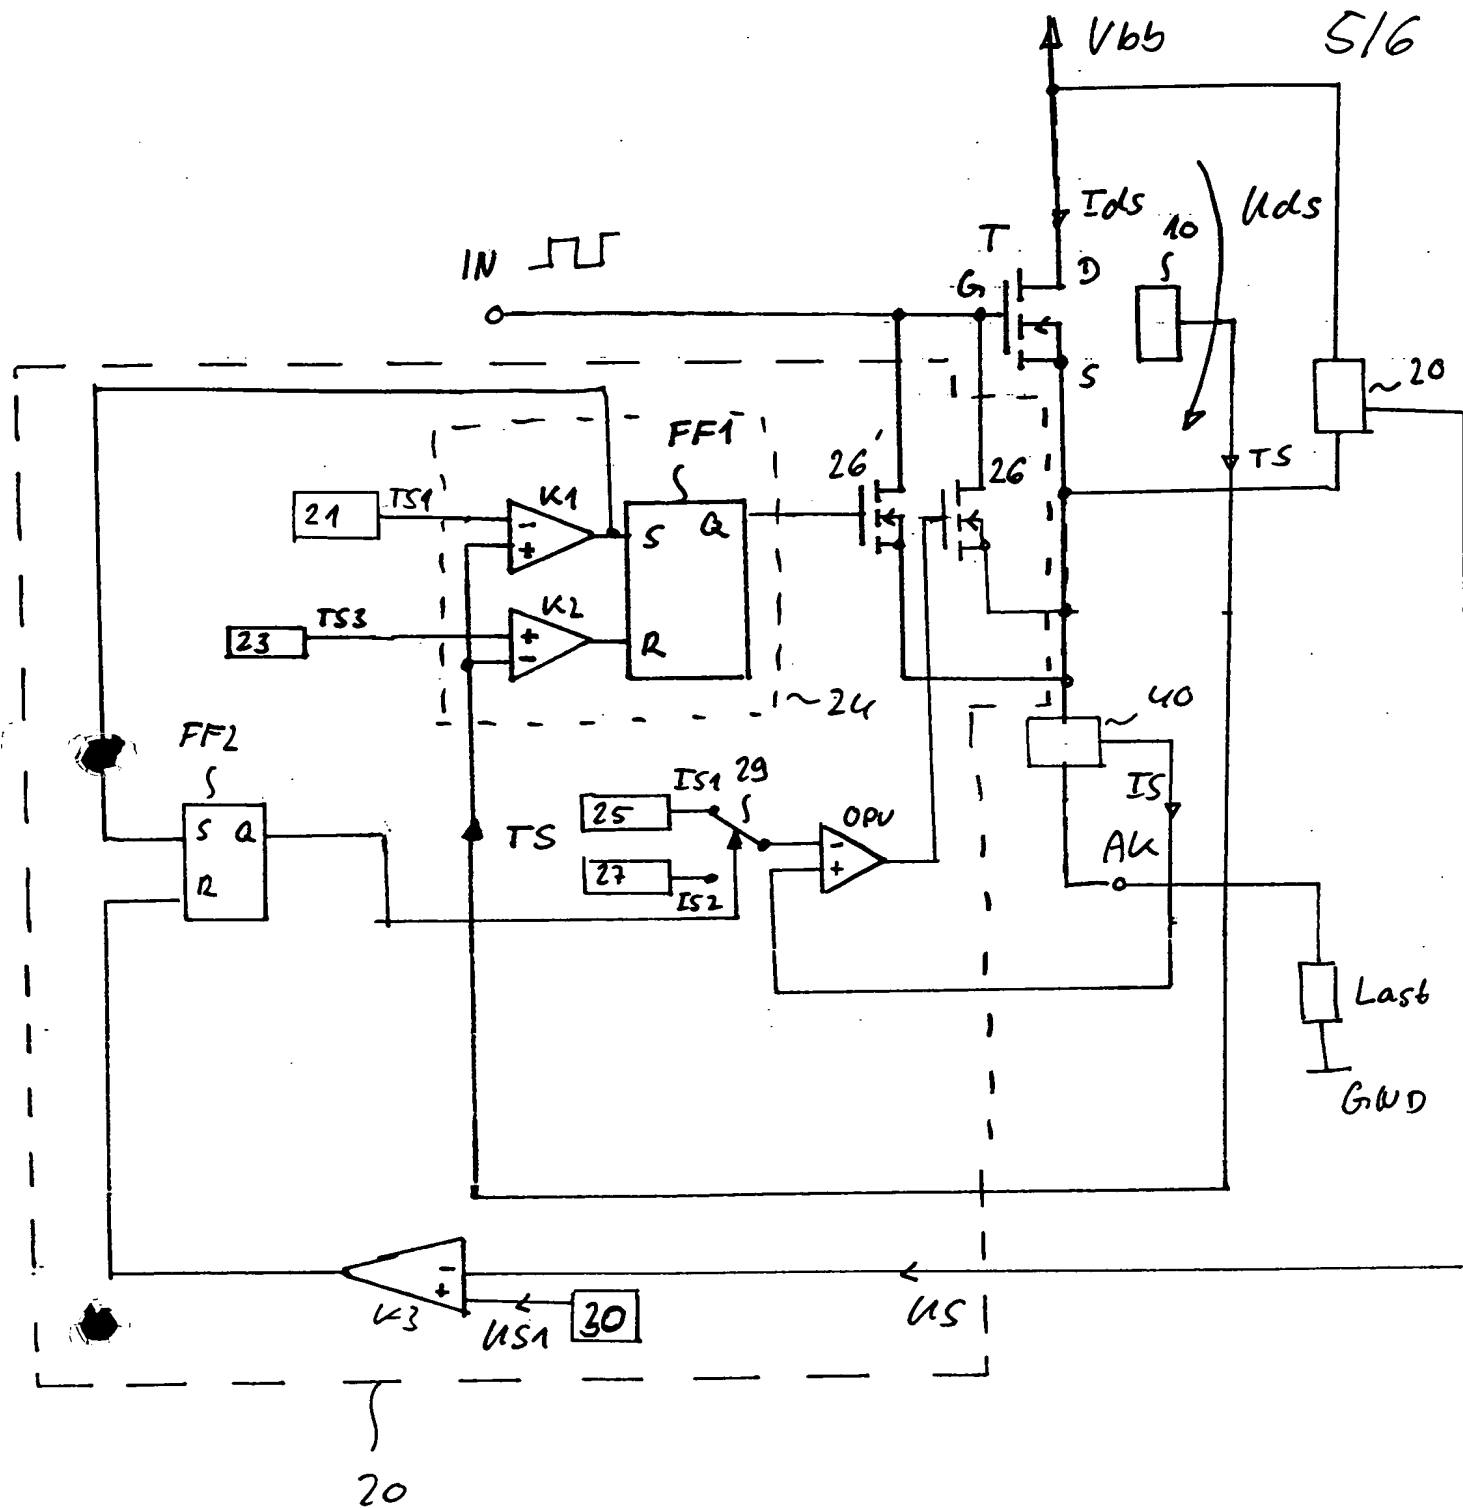 5/6
Vbb
Ids
Uds
10
IN
T
G
D
S
20
TS
FF1
26'
26
21
TS1
K1
-
+
S
Q
23
TS3
K2
+
-
R
~24
FF2
S
Q
R
TS
25
IS1
29
27
IS2
OPV
-
+
40
IS
AK
Last
GND
K3
-
+
US1
30
US
20